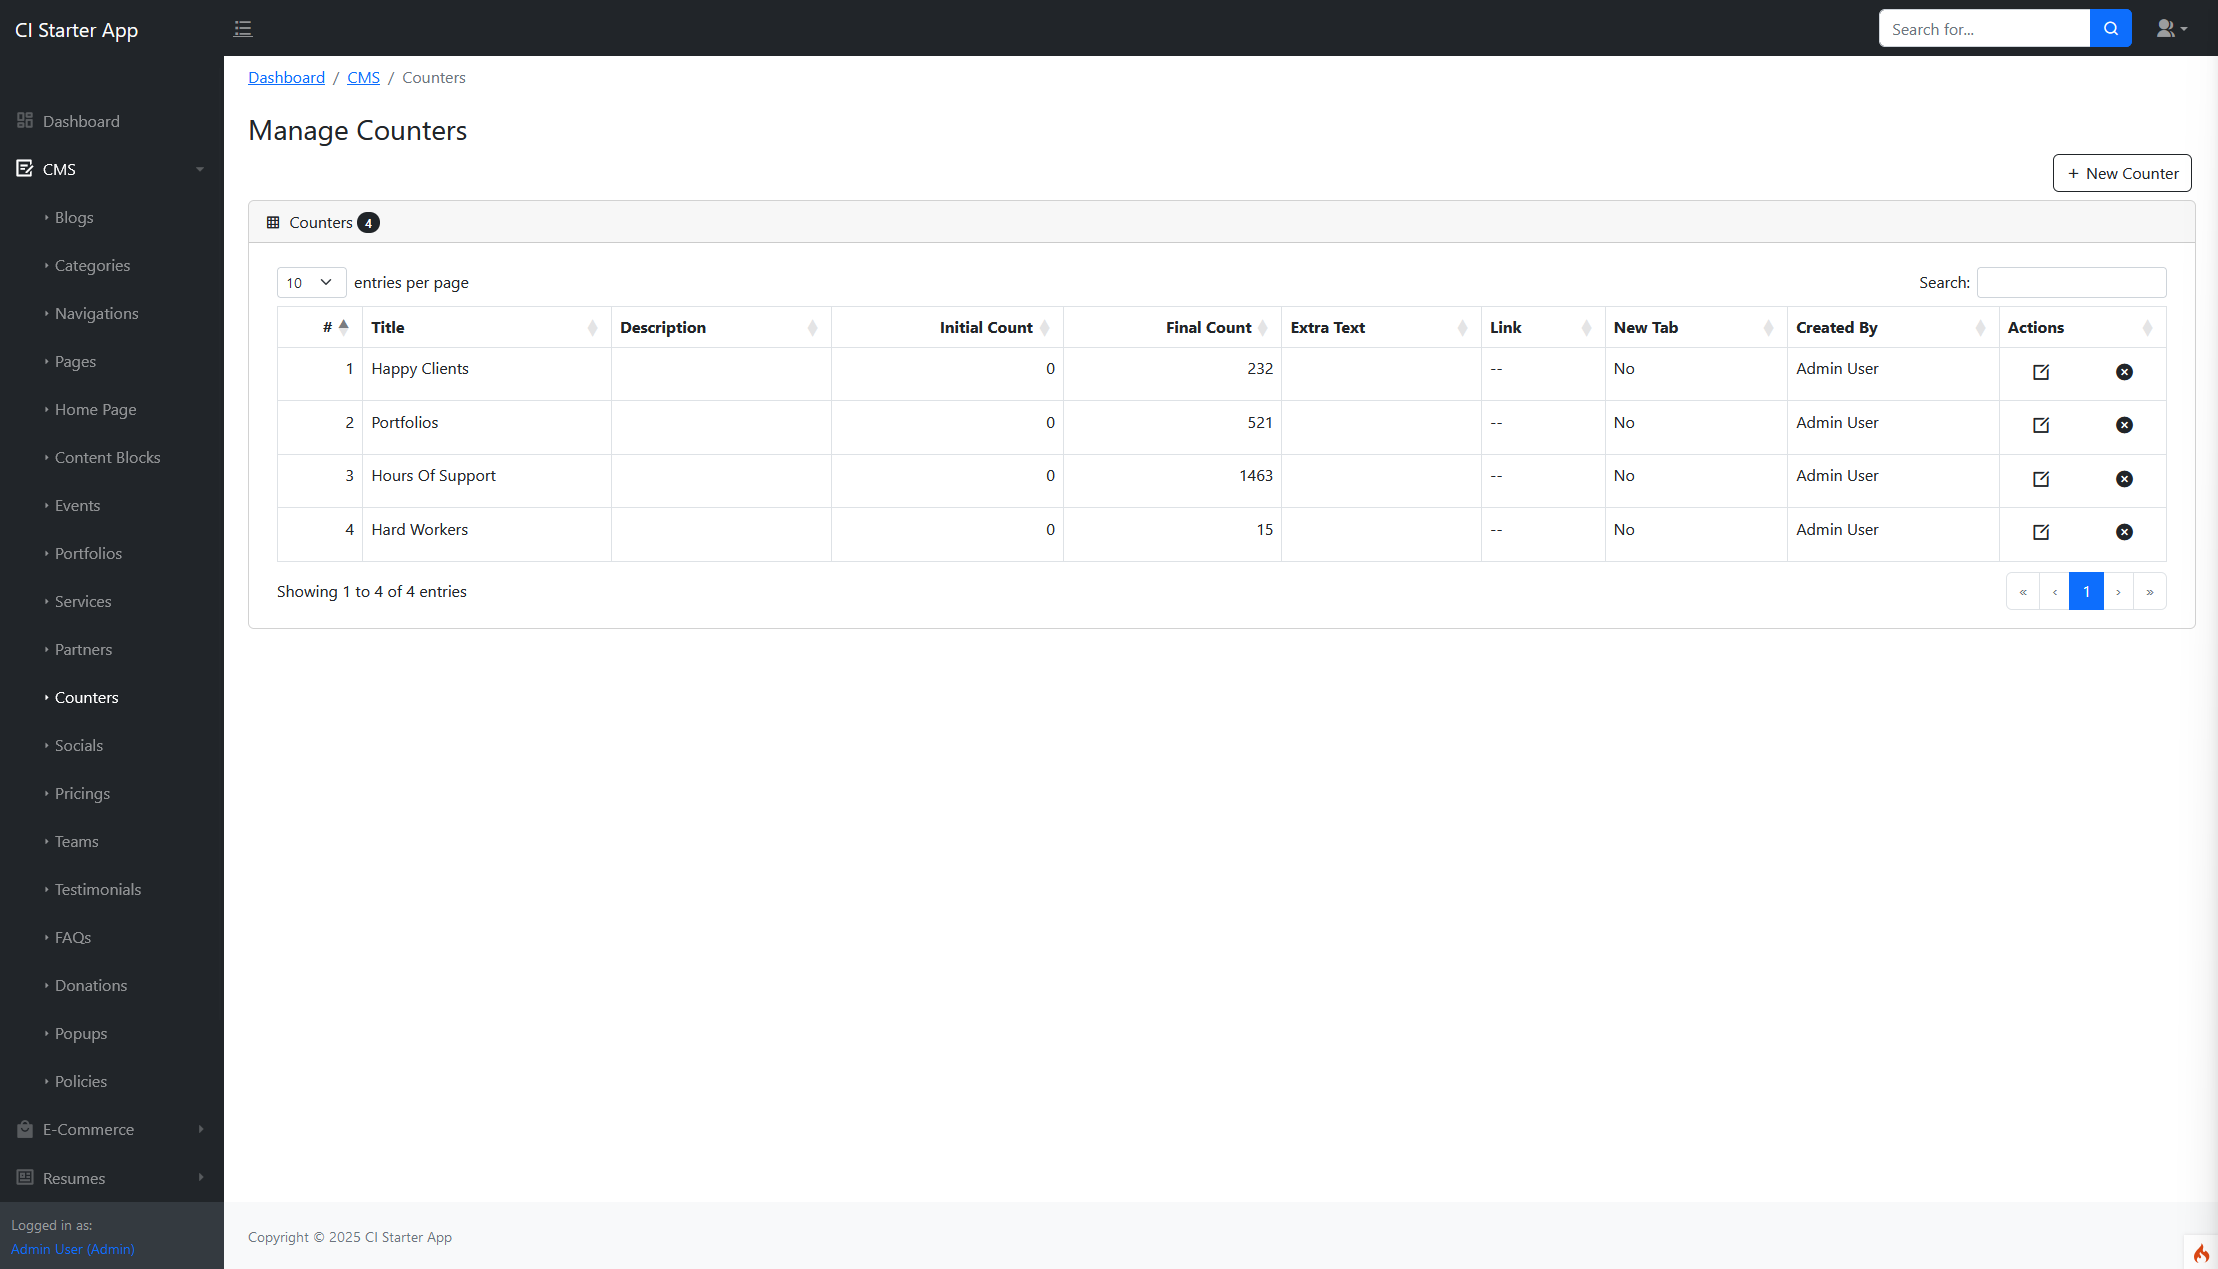 CI Starter App
Search for...
Dashboard
CMS
Blogs
Categories
Navigations
Pages
Home Page
Content Blocks
Events
Portfolios
Services
Partners
Counters
Socials
Pricings
Teams
Testimonials
FAQs
Donations
Popups
Policies
E-Commerce
Resumes
Logged in as:
Admin User (Admin)
Dashboard / CMS / Counters
Manage Counters
+ New Counter
Counters 4
10 entries per page
Search:
# Title Description Initial Count Final Count Extra Text Link New Tab Created By Actions
1 Happy Clients 0 232 -- No Admin User
2 Portfolios 0 521 -- No Admin User
3 Hours Of Support 0 1463 -- No Admin User
4 Hard Workers 0 15 -- No Admin User
Showing 1 to 4 of 4 entries
« ‹ 1 › »
Copyright © 2025 CI Starter App